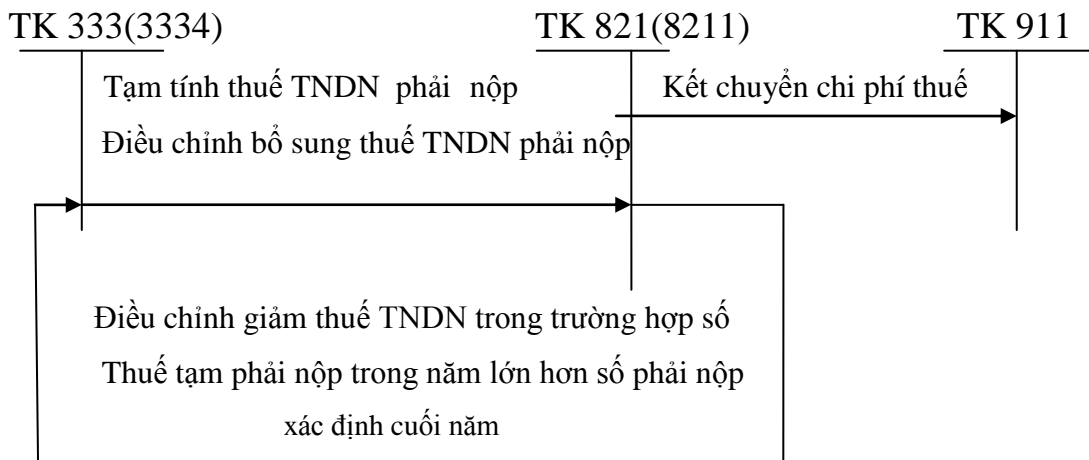 TK 333(3334) TK 821(8211) TK 911
Tạm tính thuế TNDN phải nộp Kết chuyển chi phí thuế
Điều chỉnh bổ sung thuế TNDN phải nộp
Điều chỉnh giảm thuế TNDN trong trường hợp số
Thuế tạm phải nộp trong năm lớn hơn số phải nộp
xác định cuối năm